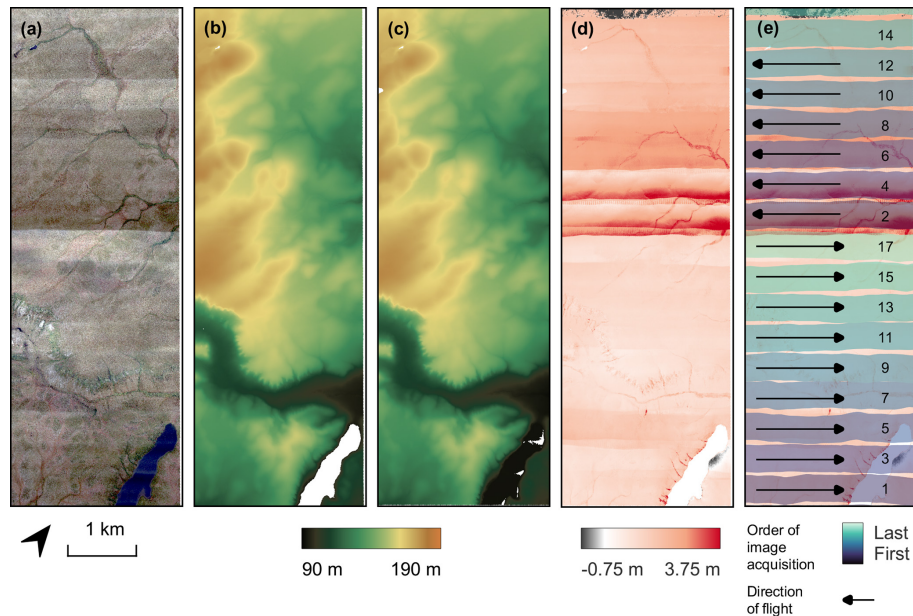 (a)
(b)
(c)
(d)
(e)
14
12
10
8
6
4
2
17
15
13
11
9
7
5
3
1
1 km
90 m 190 m
-0.75 m 3.75 m
Order of
image
acquisition
Last
First
Direction
of flight